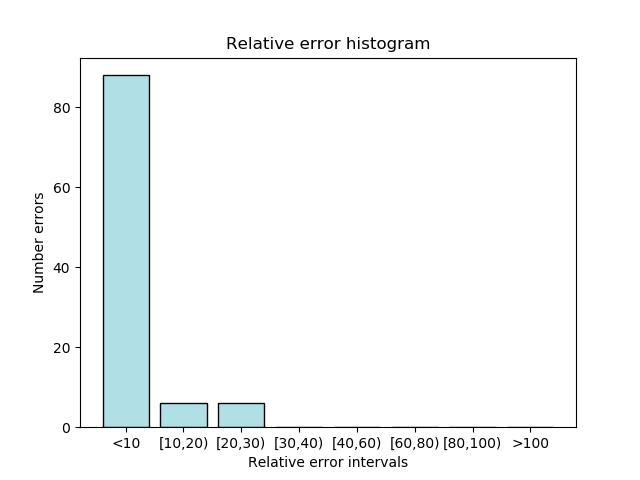 Relative error histogram
Number errors
80
60
40
20
0
<10 [10,20) [20,30) [30,40) [40,60) [60,80) [80,100) >100
Relative error intervals